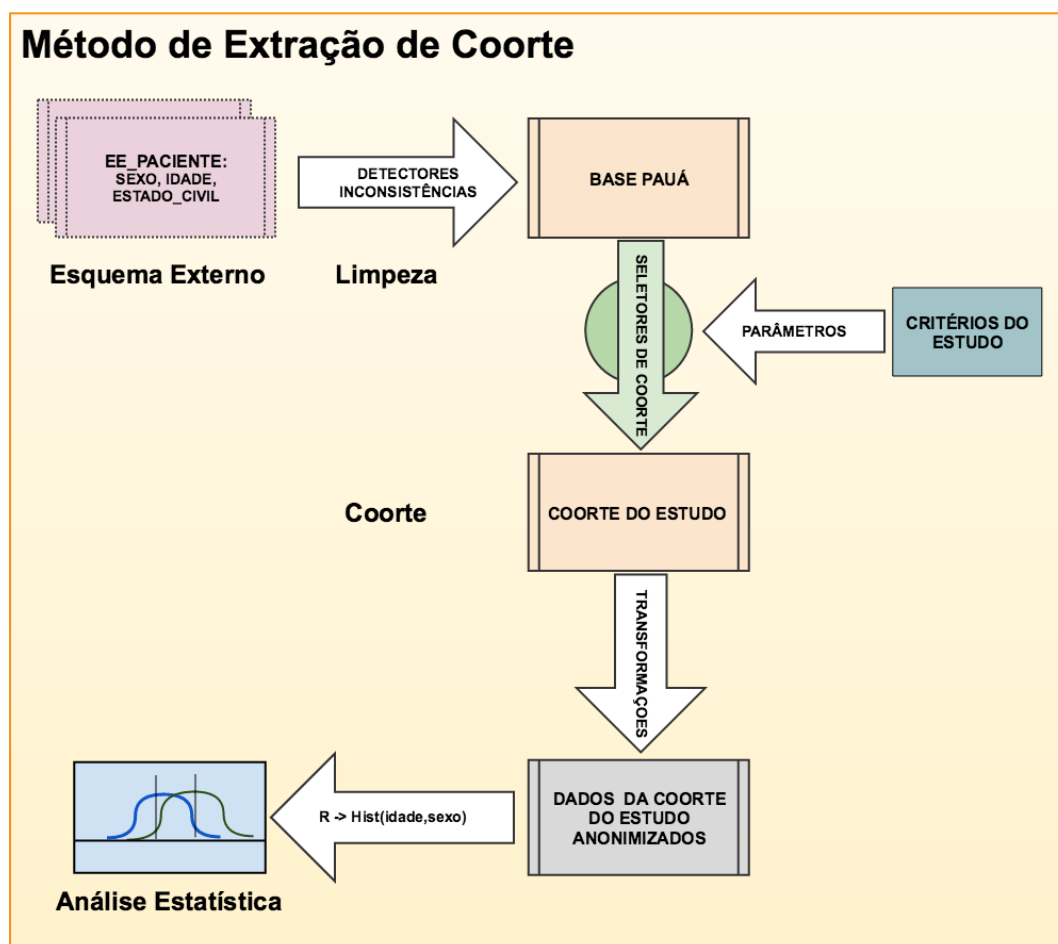 Método de Extração de Coorte
EE_PACIENTE:
SEXO, IDADE,
ESTADO_CIVIL
Esquema Externo
DETECTORES
INCONSISTÊNCIAS
Limpeza
BASE PAUÁ
SELETORES DE COORTE
PARÂMETROS
CRITÉRIOS DO
ESTUDO
Coorte
COORTE DO ESTUDO
TRANSFORMAÇOES
DADOS DA COORTE
DO ESTUDO
ANONIMIZADOS
R -> Hist(idade,sexo)
Análise Estatística